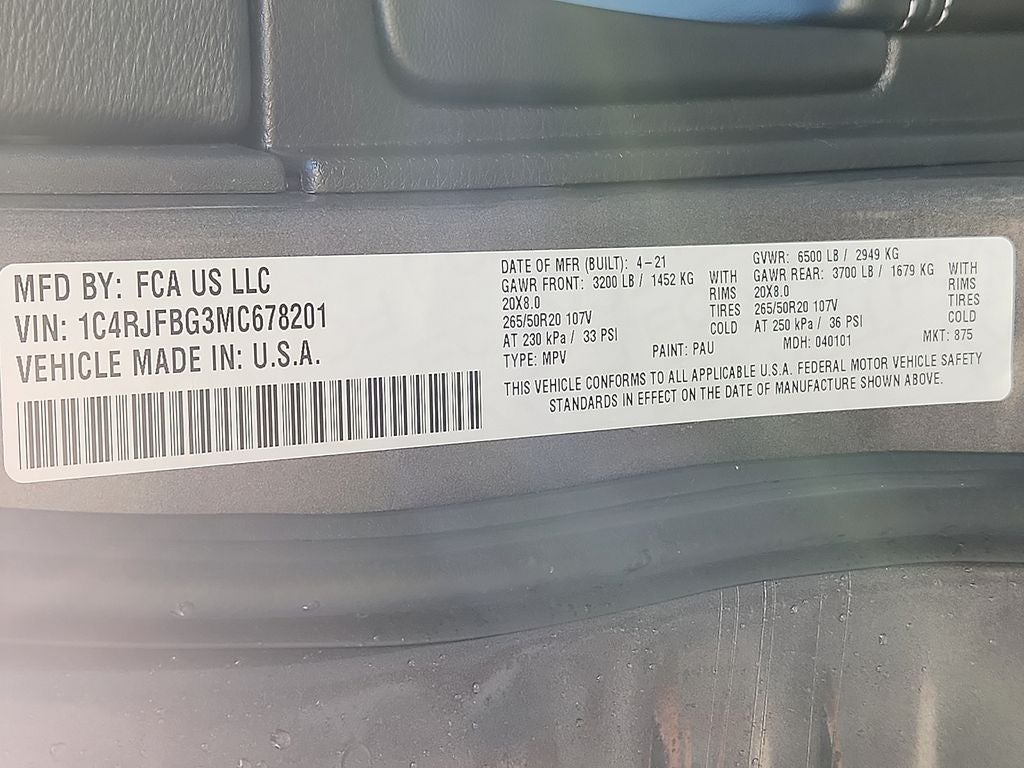 MFD BY: FCA US LLC
VIN: 1C4RJFBG3MC678201
VEHICLE MADE IN: U.S.A.
DATE OF MFR (BUILT): 4-21
GAWR FRONT: 3200 LB / 1452 KG WITH
20X8.0 RIMS
265/50R20 107V TIRES
AT 230 kPa / 33 PSI COLD
TYPE: MPV PAINT: PAU
GVWR: 6500 LB / 2949 KG
GAWR REAR: 3700 LB / 1679 KG WITH
20X8.0 RIMS
265/50R20 107V TIRES
AT 250 kPa / 36 PSI COLD
MDH: 040101 MKT: 875
THIS VEHICLE CONFORMS TO ALL APPLICABLE U.S.A. FEDERAL MOTOR VEHICLE SAFETY
STANDARDS IN EFFECT ON THE DATE OF MANUFACTURE SHOWN ABOVE.